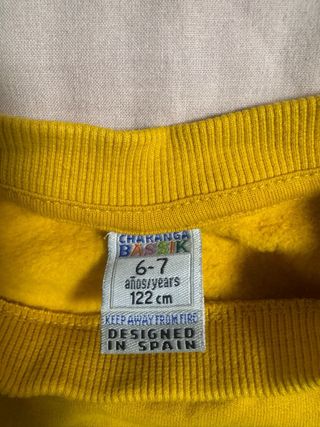 CHARANGA
BASSIK
6-7
años/years
122 cm
KEEP AWAY FROM FIRE
DESIGNED
IN SPAIN